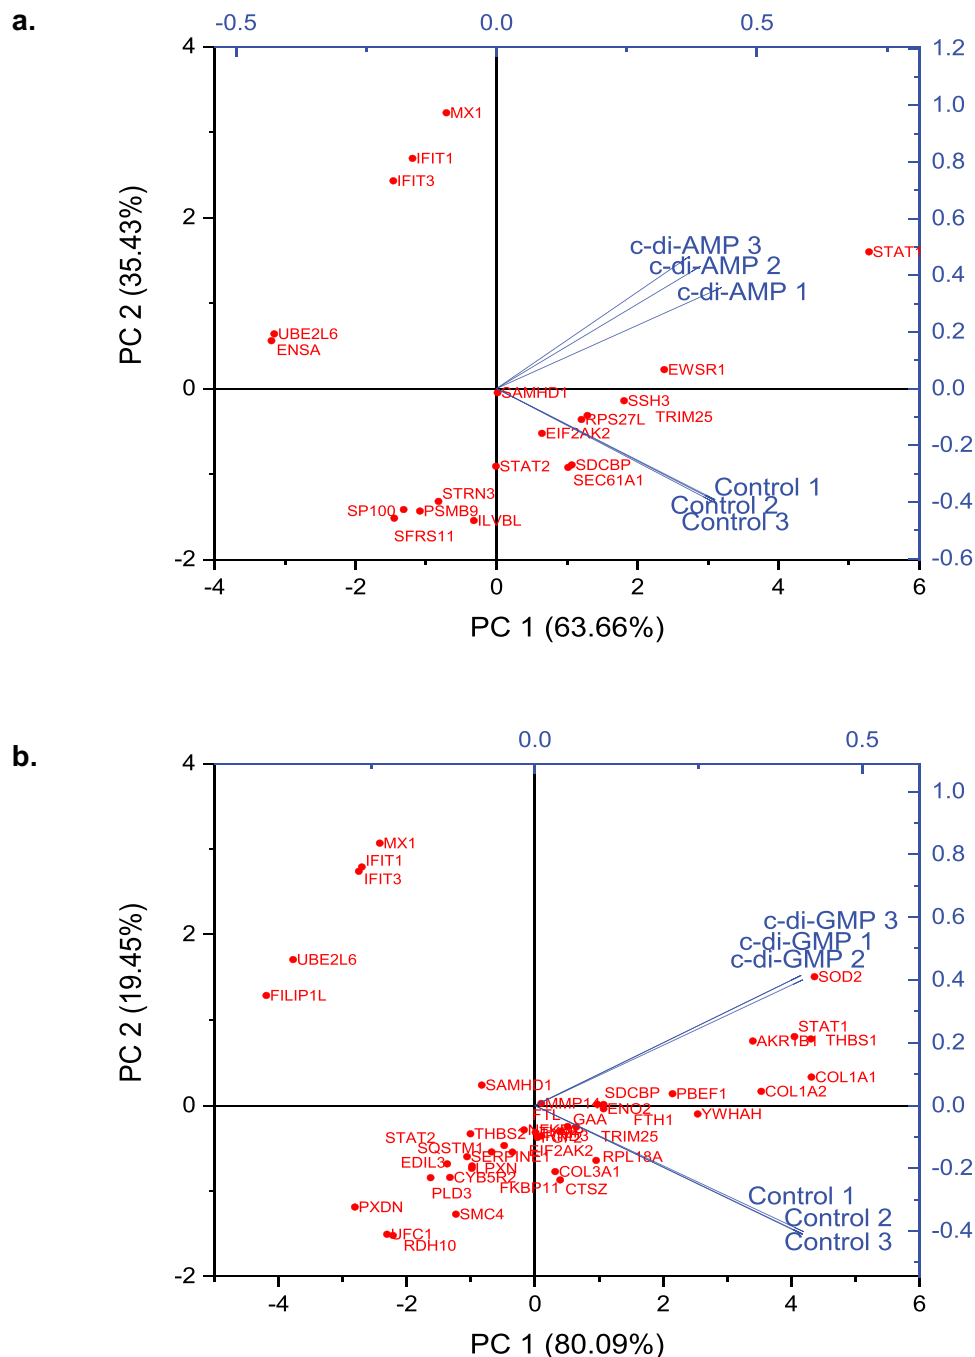 a.
-0.5 0.0 0.5
4 1.2
MX1
1.0
IFIT1
0.8
IFIT3
2 0.6
c-di-AMP 3
STAT1
c-di-AMP 2
0.4
c-di-AMP 1
UBE2L6
0.2
ENSA
EWSR1
0 0.0
SAMHD1
SSH3
RPS27L TRIM25
EIF2AK2
-0.2
STAT2 SDCBP
SEC61A1
STRN3 Control 1
SP100 PSMB9 Control 2 -0.4
ILVBL Control 3
SFRS11
-2 -0.6
-4 -2 0 2 4 6
PC 2 (35.43%)
PC 1 (63.66%)
b.
0.0 0.5
4
1.0
MX1
IFIT1
0.8
IFIT3
2 0.6
c-di-GMP 3
c-di-GMP 1
UBE2L6 c-di-GMP 2
SOD2
FILIP1L 0.4
STAT1
AKR1B1 THBS1
0.2
COL1A1
SAMHD1 SDCBP PBEF1 COL1A2
0 MMP14 ENO2 YWHAH 0.0
FTL GAA FTH1
STAT2 THBS2 TRIM25
SQSTM1 EIF2AK2
EDIL3 SERPINE1 RPL18A
LPXN COL3A1 -0.2
CYB5R2 FKBP11 CTSZ
PLD3
PXDN SMC4 Control 1
UFC1 Control 2 -0.4
RDH10 Control 3
-2
-4 -2 0 2 4 6
PC 2 (19.45%)
PC 1 (80.09%)